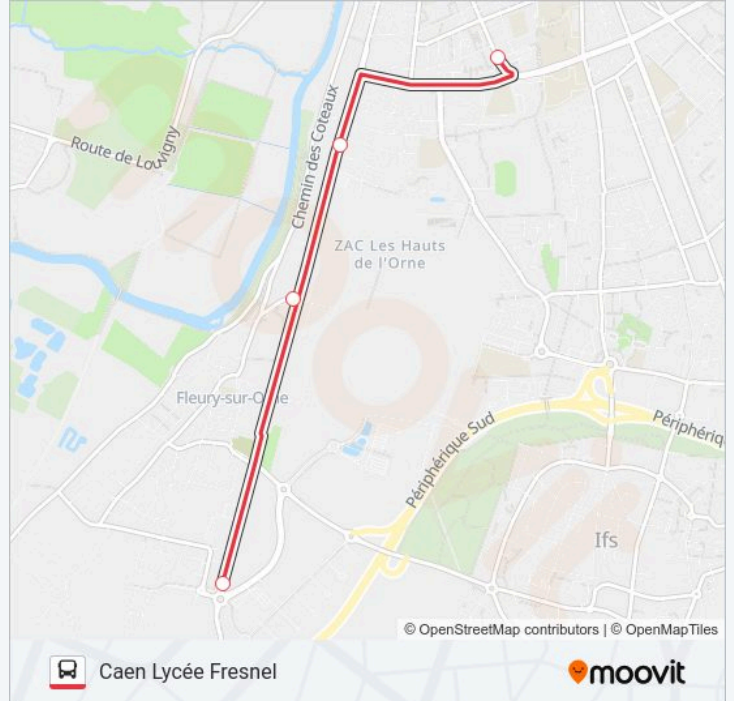 Route de Louvigny
Chemin des Coteaux
ZAC Les Hauts
de l'Orne
Fleury-sur-Orne
Périphérique Sud
Périphériq
Ifs
© OpenStreetMap contributors | © OpenMapTiles
Caen Lycée Fresnel
moovit